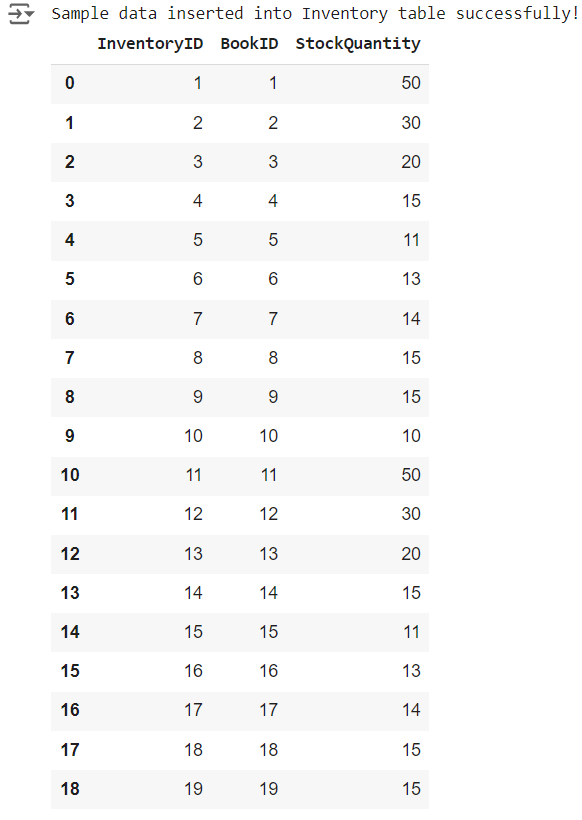 Sample data inserted into Inventory table successfully!
InventoryID BookID StockQuantity
0 1 1 50
1 2 2 30
2 3 3 20
3 4 4 15
4 5 5 11
5 6 6 13
6 7 7 14
7 8 8 15
8 9 9 15
9 10 10 10
10 11 11 50
11 12 12 30
12 13 13 20
13 14 14 15
14 15 15 11
15 16 16 13
16 17 17 14
17 18 18 15
18 19 19 15